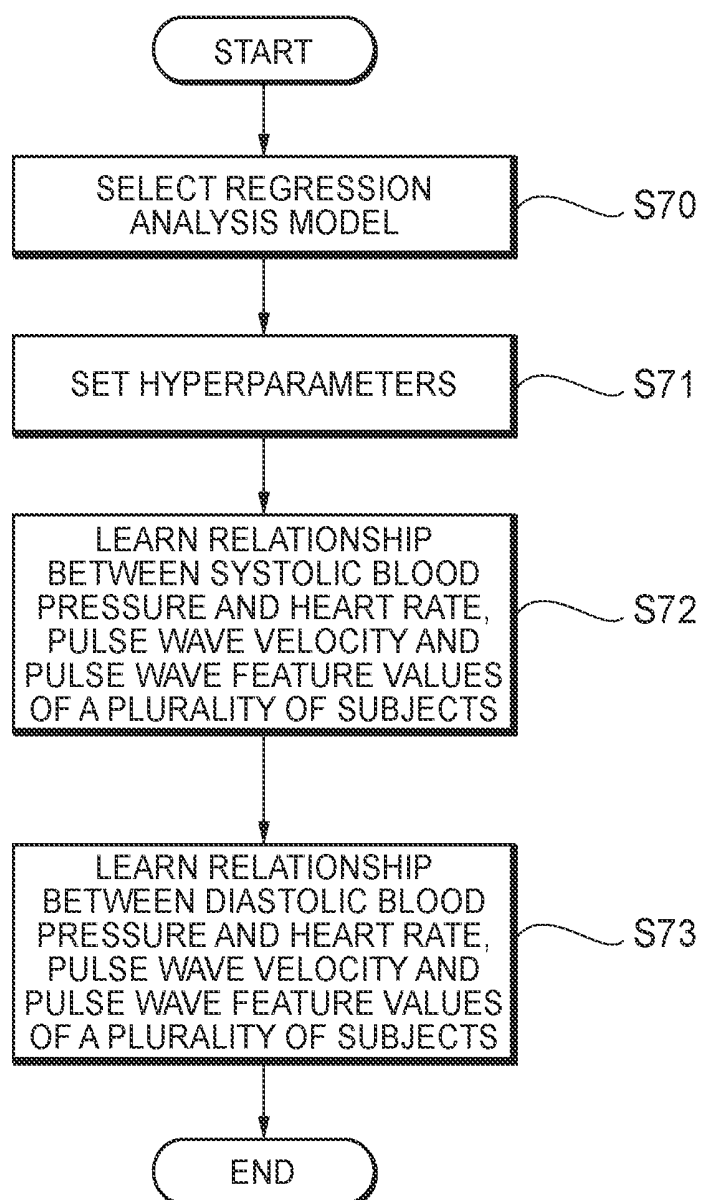 START
SELECT REGRESSION
ANALYSIS MODEL
S70
SET HYPERPARAMETERS
S71
LEARN RELATIONSHIP
BETWEEN SYSTOLIC BLOOD
PRESSURE AND HEART RATE,
PULSE WAVE VELOCITY AND
PULSE WAVE FEATURE VALUES
OF A PLURALITY OF SUBJECTS
S72
LEARN RELATIONSHIP
BETWEEN DIASTOLIC BLOOD
PRESSURE AND HEART RATE,
PULSE WAVE VELOCITY AND
PULSE WAVE FEATURE VALUES
OF A PLURALITY OF SUBJECTS
S73
END